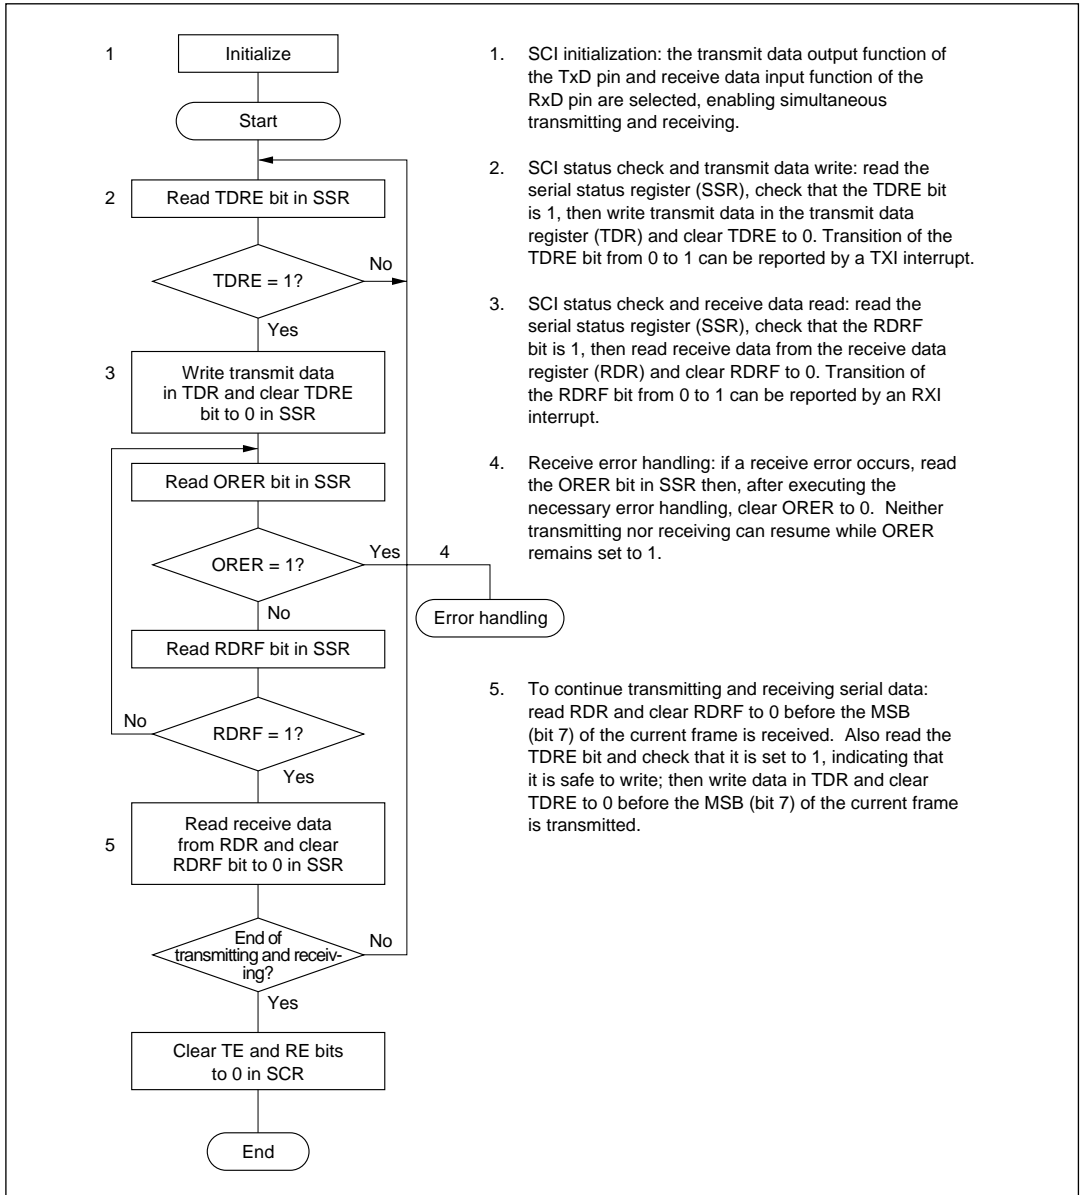 1
Initialize
Start
2
Read TDRE bit in SSR
TDRE = 1?
No
Yes
3
Write transmit data
in TDR and clear TDRE
bit to 0 in SSR
Read ORER bit in SSR
ORER = 1?
Yes
4
Error handling
No
Read RDRF bit in SSR
No
RDRF = 1?
Yes
5
Read receive data
from RDR and clear
RDRF bit to 0 in SSR
End of
transmitting and receiv-
ing?
No
Yes
Clear TE and RE bits
to 0 in SCR
End
1. SCI initialization: the transmit data output function of
the TxD pin and receive data input function of the
RxD pin are selected, enabling simultaneous
transmitting and receiving.
2. SCI status check and transmit data write: read the
serial status register (SSR), check that the TDRE bit
is 1, then write transmit data in the transmit data
register (TDR) and clear TDRE to 0. Transition of the
TDRE bit from 0 to 1 can be reported by a TXI interrupt.
3. SCI status check and receive data read: read the
serial status register (SSR), check that the RDRF
bit is 1, then read receive data from the receive data
register (RDR) and clear RDRF to 0. Transition of
the RDRF bit from 0 to 1 can be reported by an RXI
interrupt.
4. Receive error handling: if a receive error occurs, read
the ORER bit in SSR then, after executing the
necessary error handling, clear ORER to 0. Neither
transmitting nor receiving can resume while ORER
remains set to 1.
5. To continue transmitting and receiving serial data:
read RDR and clear RDRF to 0 before the MSB
(bit 7) of the current frame is received. Also read the
TDRE bit and check that it is set to 1, indicating that
it is safe to write; then write data in TDR and clear
TDRE to 0 before the MSB (bit 7) of the current frame
is transmitted.